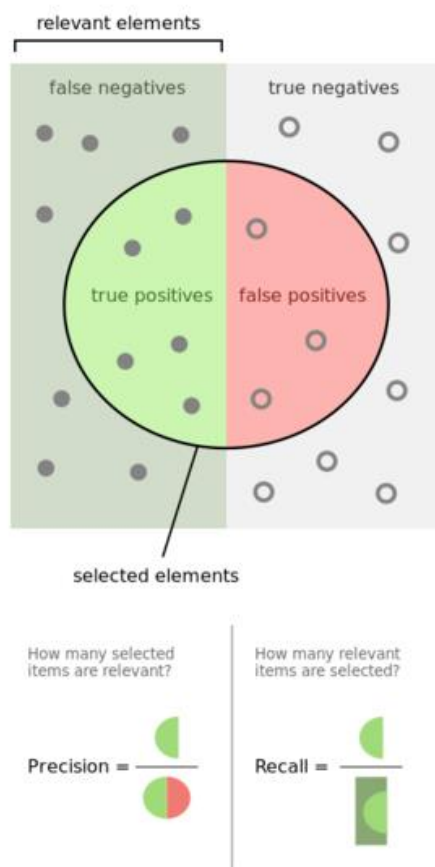 relevant elements
false negatives
true negatives
true positives
false positives
selected elements
How many selected
items are relevant?
How many relevant
items are selected?
Precision =
Recall =